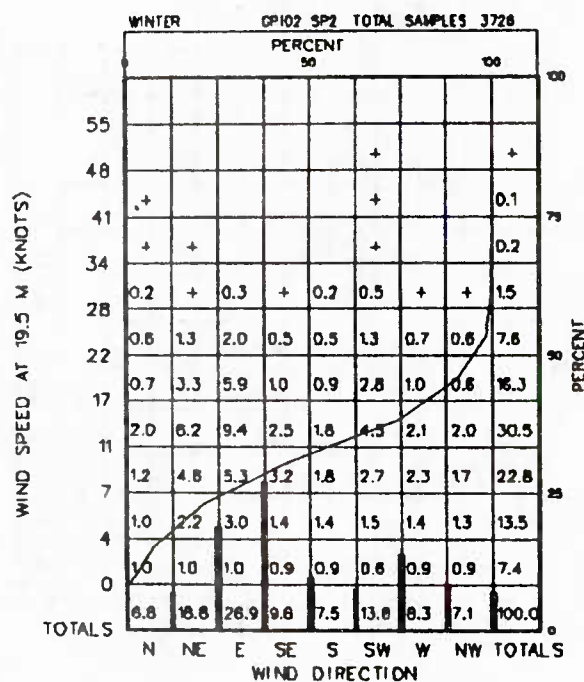 WINTER GP102 SP2 TOTAL SAMPLES 3726
PERCENT
50 100
100
55
+ +
48
+ + 0.1
41 75
+ + + 0.2
34
0.2 + 0.3 + 0.2 0.5 + + 1.5
28
0.6 1.3 2.0 0.5 0.5 1.3 0.7 0.6 7.6
22 50
0.7 3.3 5.9 1.0 0.9 2.8 1.0 0.6 16.3
17
2.0 6.2 9.4 2.5 1.8 4.5 2.1 2.0 30.5
11
1.2 4.6 5.3 3.2 1.8 2.7 2.3 1.7 22.8
7 25
1.0 2.2 3.0 1.4 1.4 1.5 1.4 1.3 13.5
4
1.0 1.0 1.0 0.9 0.9 0.6 0.9 0.9 7.4
0
TOTALS 6.8 18.8 26.9 9.8 7.5 13.8 8.3 7.1 100.0 0
N NE E SE S SW W NW TOTALS
WIND DIRECTION
WIND SPEED AT 19.5 M (KNOTS)
PERCENT